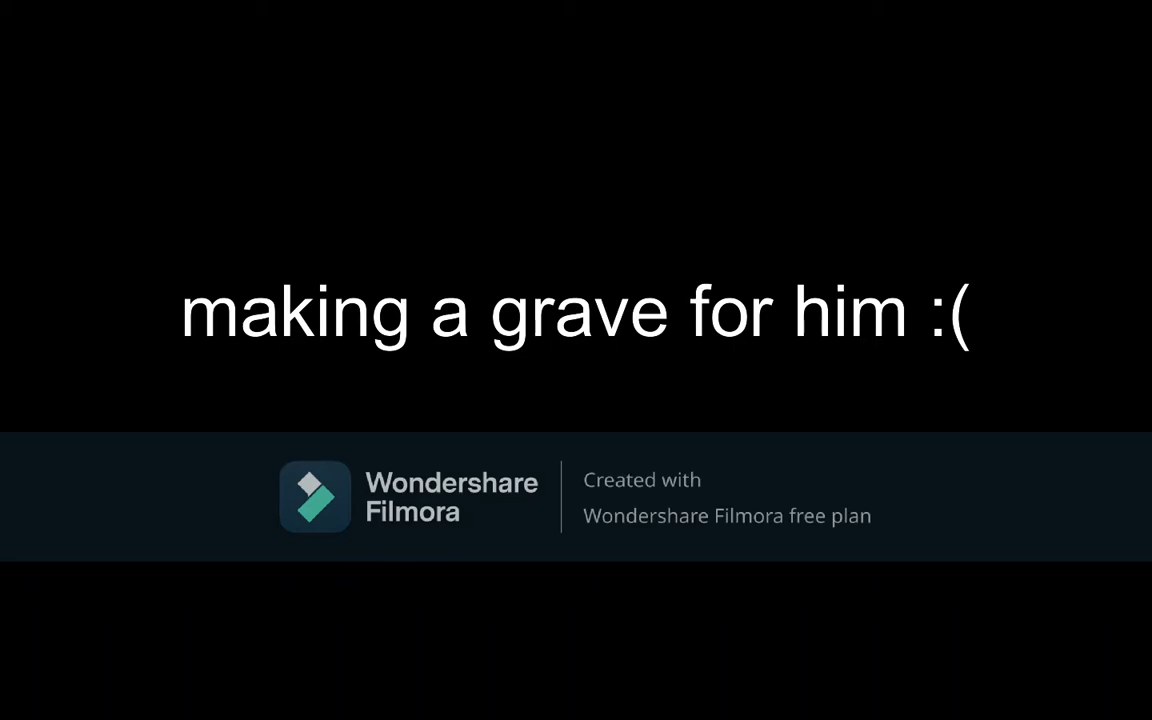 making a grave for him :(
Wondershare
Filmora
Created with
Wondershare Filmora free plan